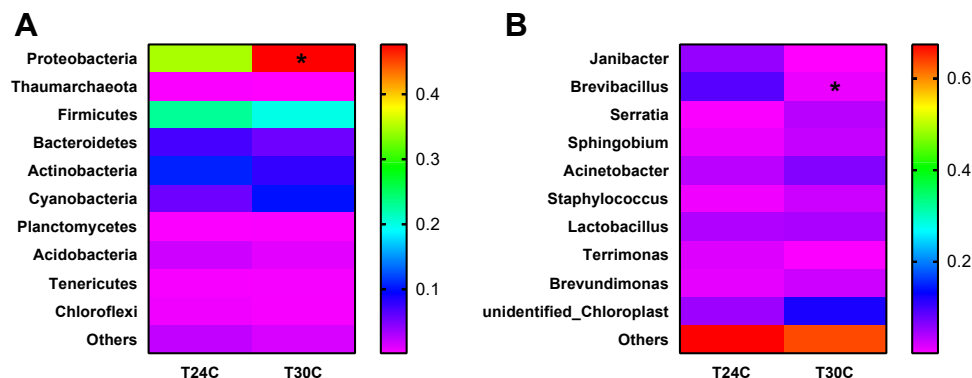 A
Proteobacteria
Thaumarchaeota
Firmicutes
Bacteroidetes
Actinobacteria
Cyanobacteria
Planctomycetes
Acidobacteria
Tenericutes
Chloroflexi
Others
*
T24C T30C
0.4
0.3
0.2
0.1
B
Janibacter
Brevibacillus
Serratia
Sphingobium
Acinetobacter
Staphylococcus
Lactobacillus
Terrimonas
Brevundimonas
unidentified_Chloroplast
Others
*
T24C T30C
0.6
0.4
0.2